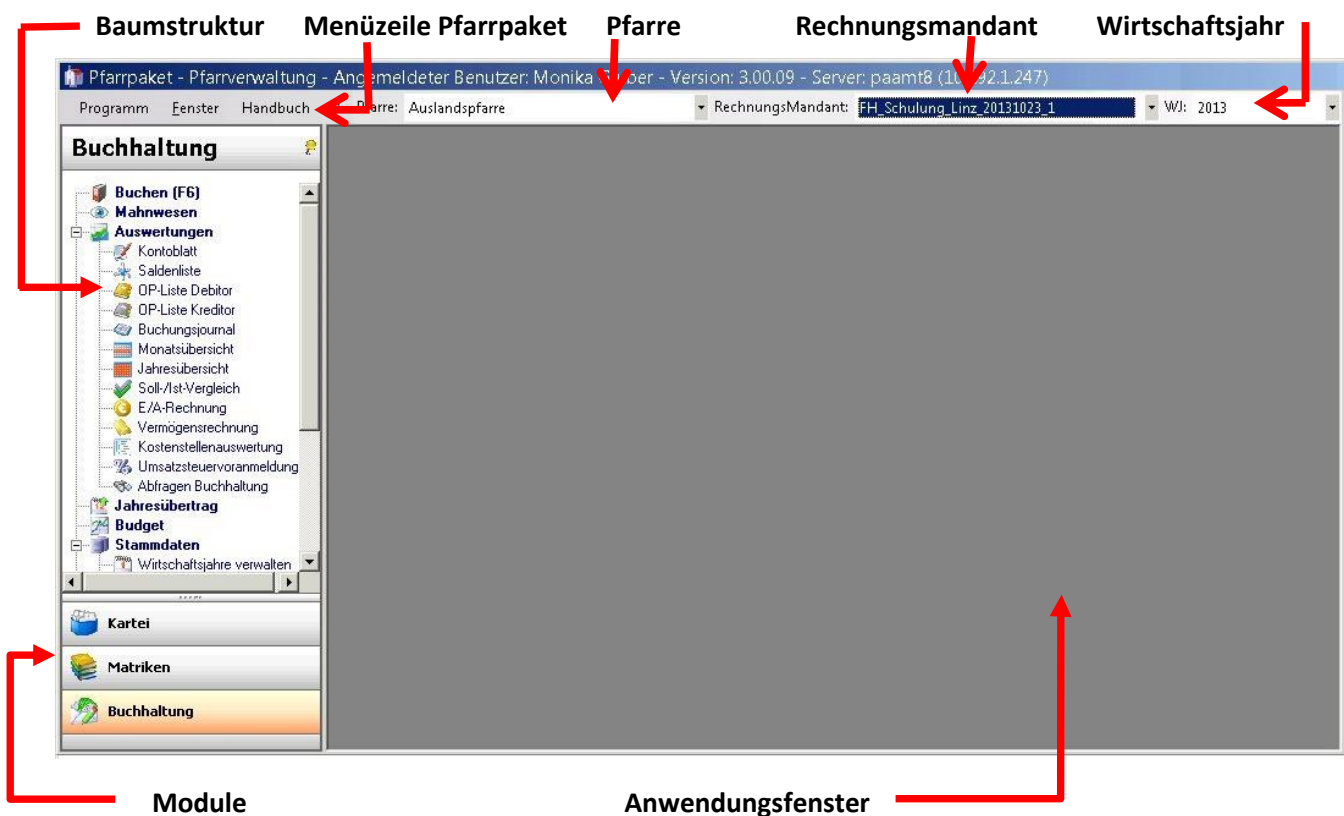 Baumstruktur Menüzeile Pfarrpaket Pfarre Rechnungsmandant Wirtschaftsjahr
Pfarrpaket - Pfarrverwaltung - Angemeldeter Benutzer: Monika - Version: 3.00.09 - Server: paamt8
Programm Fenster Handbuch Pfarre: Auslandspfarre RechnungsMandant: FH_Schulung_Linz_20131023_1 WJ: 2013
Buchhaltung
Buchen (F6)
Mahnwesen
Auswertungen
Kontoblatt
Saldenliste
OP-Liste Debitor
OP-Liste Kreditor
Buchungsjournal
Monatsübersicht
Jahresübersicht
Soll-/Ist-Vergleich
E/A-Rechnung
Vermögensrechnung
Kostenstellenauswertung
Umsatzsteuervoranmeldung
Abfragen Buchhaltung
Jahresübertrag
Budget
Stammdaten
Wirtschaftsjahre verwalten
Kartei
Matriken
Buchhaltung
Module Anwendungsfenster